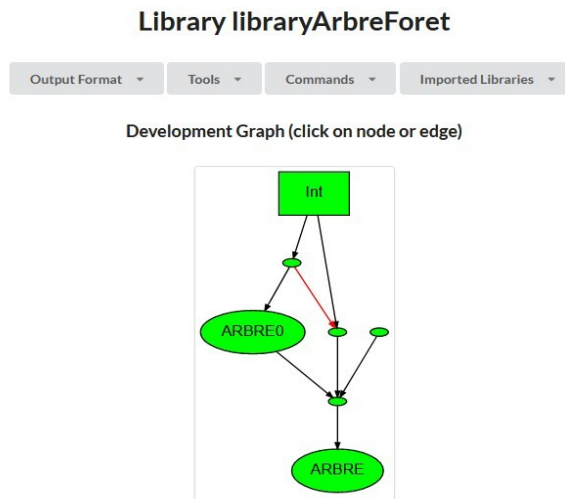 Library libraryArbreForet
Output Format Tools Commands Imported Libraries
Development Graph (click on node or edge)
Int
ARBRE0
ARBRE